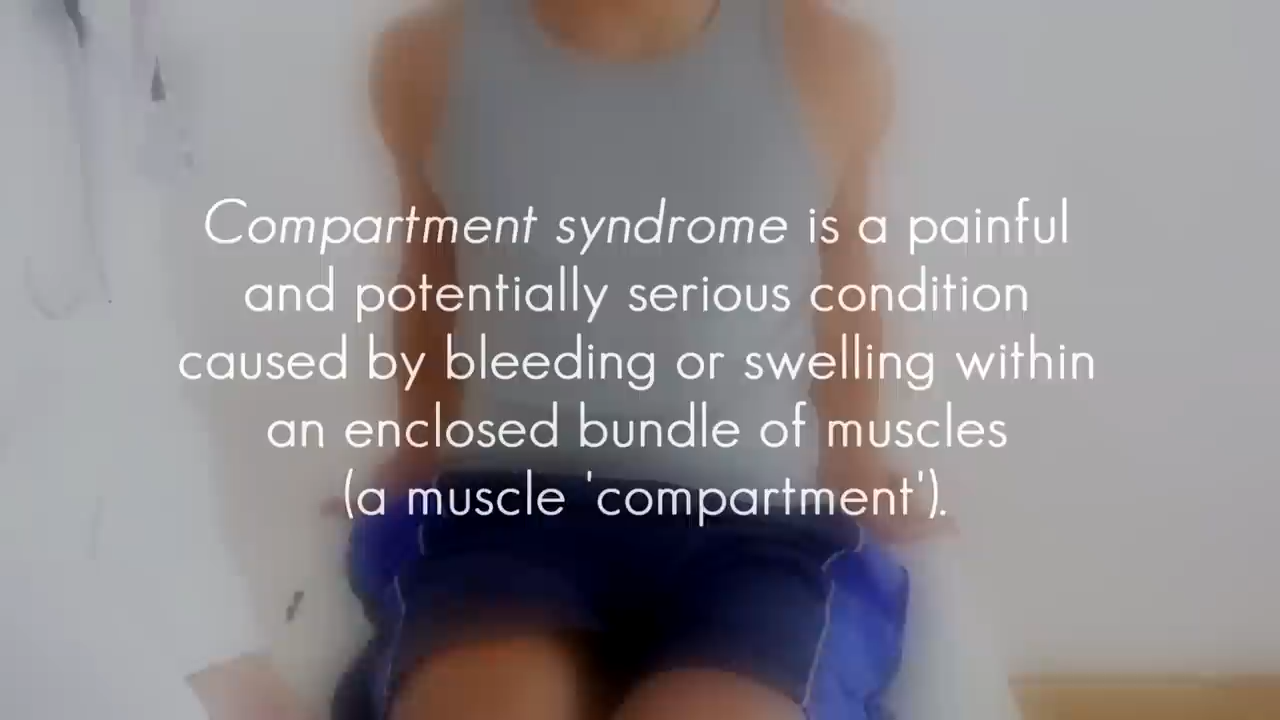 Compartment syndrome is a painful
and potentially serious condition
caused by bleeding or swelling within
an enclosed bundle of muscles
(a muscle 'compartment').